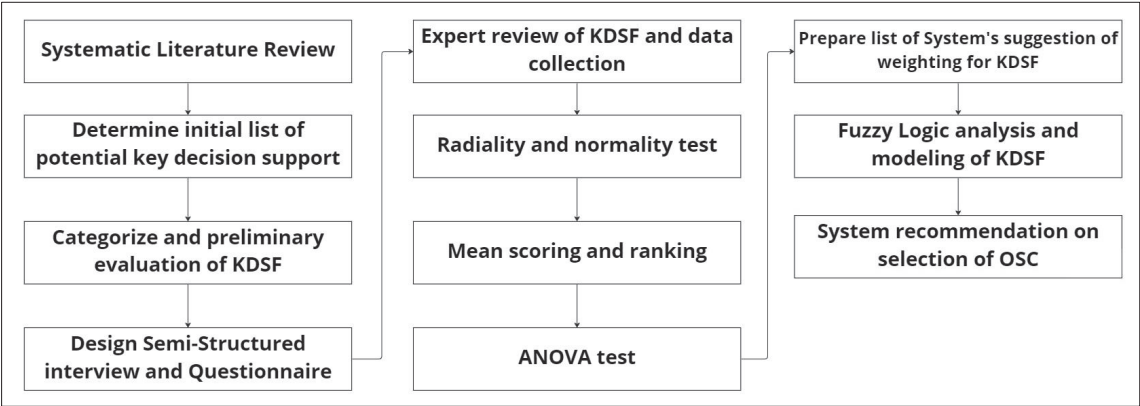 Systematic Literature Review
Determine initial list of
potential key decision support
Categorize and preliminary
evaluation of KDSF
Design Semi-Structured
interview and Questionnaire
Expert review of KDSF and data
collection
Radiality and normality test
Mean scoring and ranking
ANOVA test
Prepare list of System's suggestion of
weighting for KDSF
Fuzzy Logic analysis and
modeling of KDSF
System recommendation on
selection of OSC